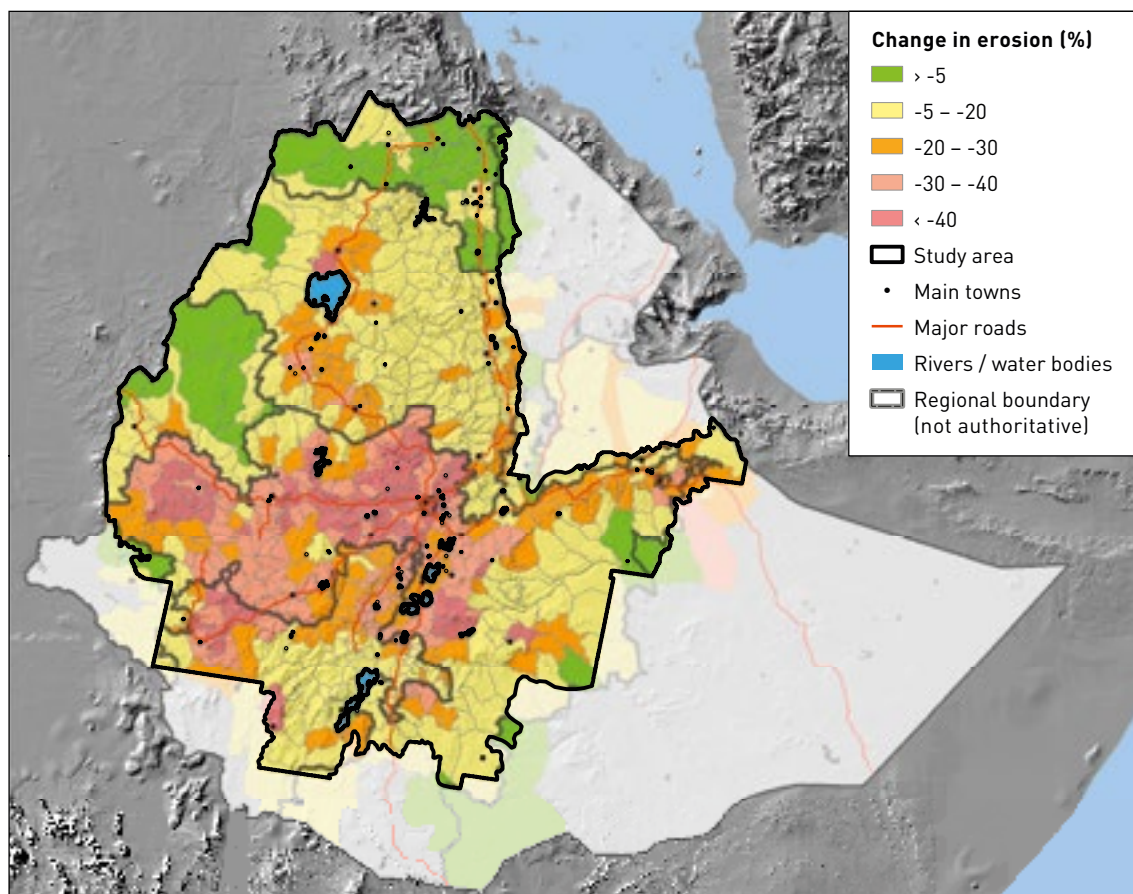 Change in erosion (%)
› -5
-5 – -20
-20 – -30
-30 – -40
‹ -40
Study area
Main towns
Major roads
Rivers / water bodies
Regional boundary
(not authoritative)